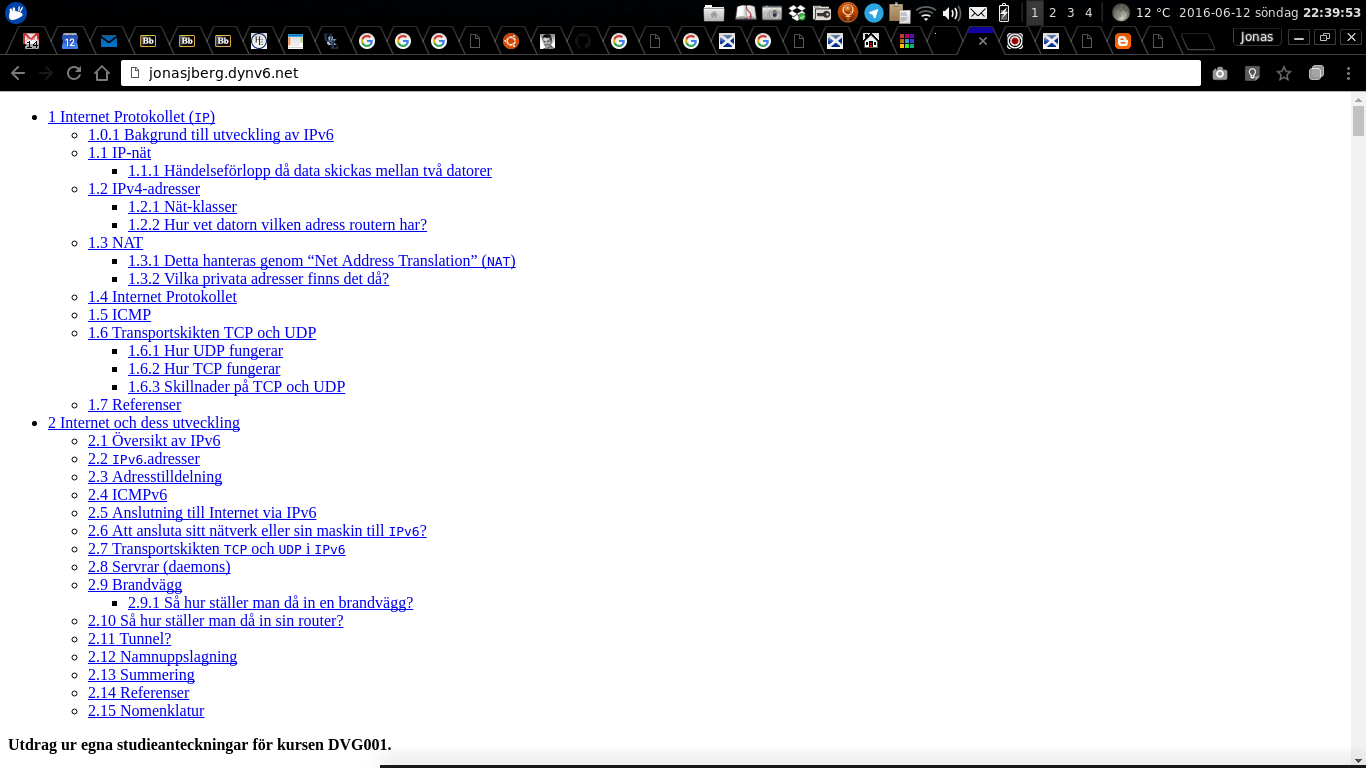 1 2 3 4 12 °C 2016-06-12 söndag 22:39:53
14 12 Bb Bb Bb Jonas
jonasjberg.dynv6.net
1 Internet Protokollet (IP)
1.0.1 Bakgrund till utveckling av IPv6
1.1 IP-nät
1.1.1 Händelseförlopp då data skickas mellan två datorer
1.2 IPv4-adresser
1.2.1 Nät-klasser
1.2.2 Hur vet datorn vilken adress routern har?
1.3 NAT
1.3.1 Detta hanteras genom “Net Address Translation” (NAT)
1.3.2 Vilka privata adresser finns det då?
1.4 Internet Protokollet
1.5 ICMP
1.6 Transportskikten TCP och UDP
1.6.1 Hur UDP fungerar
1.6.2 Hur TCP fungerar
1.6.3 Skillnader på TCP och UDP
1.7 Referenser
2 Internet och dess utveckling
2.1 Översikt av IPv6
2.2 IPv6.adresser
2.3 Adresstilldelning
2.4 ICMPv6
2.5 Anslutning till Internet via IPv6
2.6 Att ansluta sitt nätverk eller sin maskin till IPv6?
2.7 Transportskikten TCP och UDP i IPv6
2.8 Servrar (daemons)
2.9 Brandvägg
2.9.1 Så hur ställer man då in en brandvägg?
2.10 Så hur ställer man då in sin router?
2.11 Tunnel?
2.12 Namnuppslagning
2.13 Summering
2.14 Referenser
2.15 Nomenklatur
Utdrag ur egna studieanteckningar för kursen DVG001.